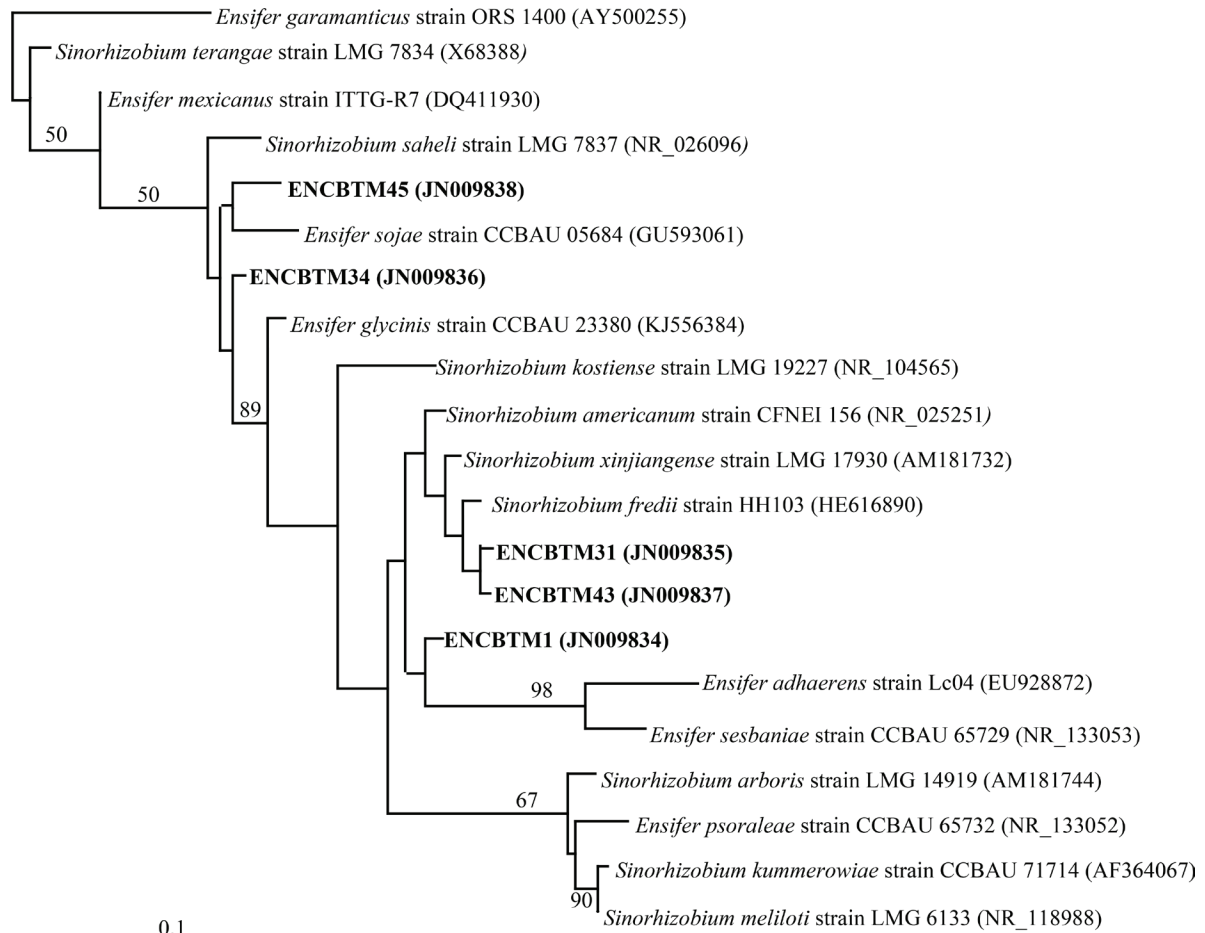 Ensifer garamanticus strain ORS 1400 (AY500255)
Sinorhizobium terangae strain LMG 7834 (X68388)
Ensifer mexicanus strain ITTG-R7 (DQ411930)
50
Sinorhizobium saheli strain LMG 7837 (NR_026096)
50
ENCBTM45 (JN009838)
Ensifer sojae strain CCBAU 05684 (GU593061)
ENCBTM34 (JN009836)
Ensifer glycinis strain CCBAU 23380 (KJ556384)
Sinorhizobium kostiense strain LMG 19227 (NR_104565)
89
Sinorhizobium americanum strain CFNEI 156 (NR_025251)
Sinorhizobium xinjiangense strain LMG 17930 (AM181732)
Sinorhizobium fredii strain HH103 (HE616890)
ENCBTM31 (JN009835)
ENCBTM43 (JN009837)
ENCBTM1 (JN009834)
98
Ensifer adhaerens strain Lc04 (EU928872)
Ensifer sesbaniae strain CCBAU 65729 (NR_133053)
Sinorhizobium arboris strain LMG 14919 (AM181744)
67
Ensifer psoraleae strain CCBAU 65732 (NR_133052)
Sinorhizobium kummerowiae strain CCBAU 71714 (AF364067)
90
Sinorhizobium meliloti strain LMG 6133 (NR_118988)
0.1